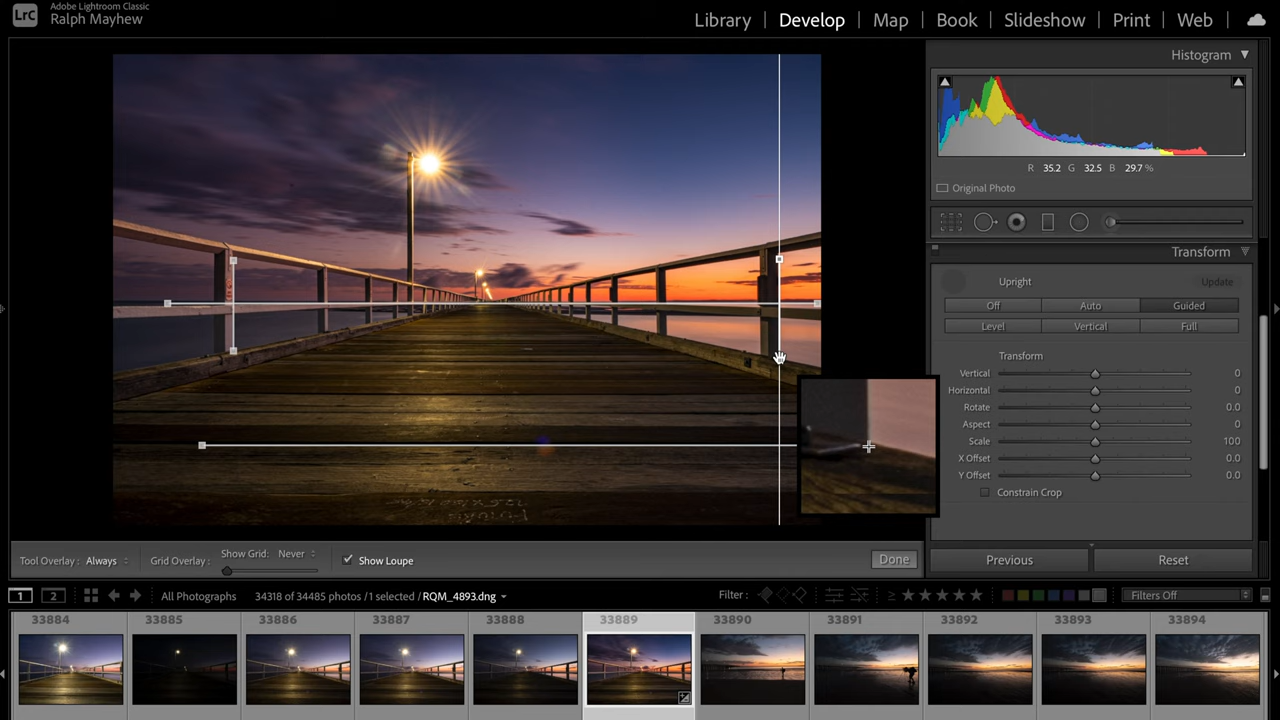 LrC
Adobe Lightroom Classic
Ralph Mayhew
Library | Develop | Map | Book | Slideshow | Print | Web
Histogram
R 35.2 G 32.5 B 29.7 %
Original Photo
Transform
Upright Update
Off Auto Guided
Level Vertical Full
Transform
Vertical 0
Horizontal 0
Rotate 0.0
Aspect 0
Scale 100
X Offset 0.0
Y Offset 0.0
Constrain Crop
Tool Overlay: Always Grid Overlay: Show Grid: Never Show Loupe Done
Previous Reset
1 2 All Photographs 34318 of 34485 photos /1 selected / RQM_4893.dng Filter : Filters Off
33884 33885 33886 33887 33888 33889 33890 33891 33892 33893 33894